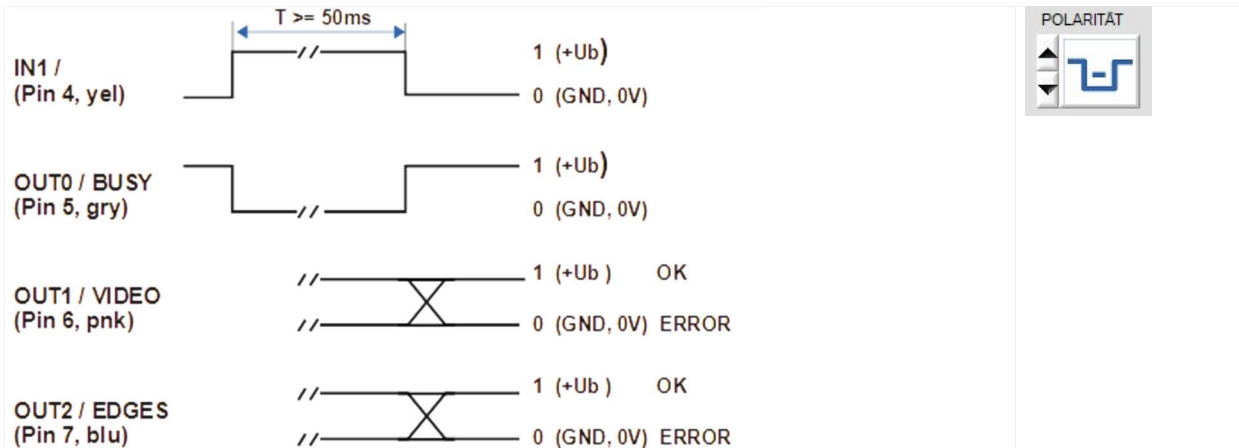 T >= 50ms
POLARITÄT
IN1 /
(Pin 4, yel)
1 (+Ub)
0 (GND, 0V)
OUT0 / BUSY
(Pin 5, gry)
1 (+Ub)
0 (GND, 0V)
OUT1 / VIDEO
(Pin 6, pnk)
1 (+Ub ) OK
0 (GND, 0V) ERROR
OUT2 / EDGES
(Pin 7, blu)
1 (+Ub ) OK
0 (GND, 0V) ERROR